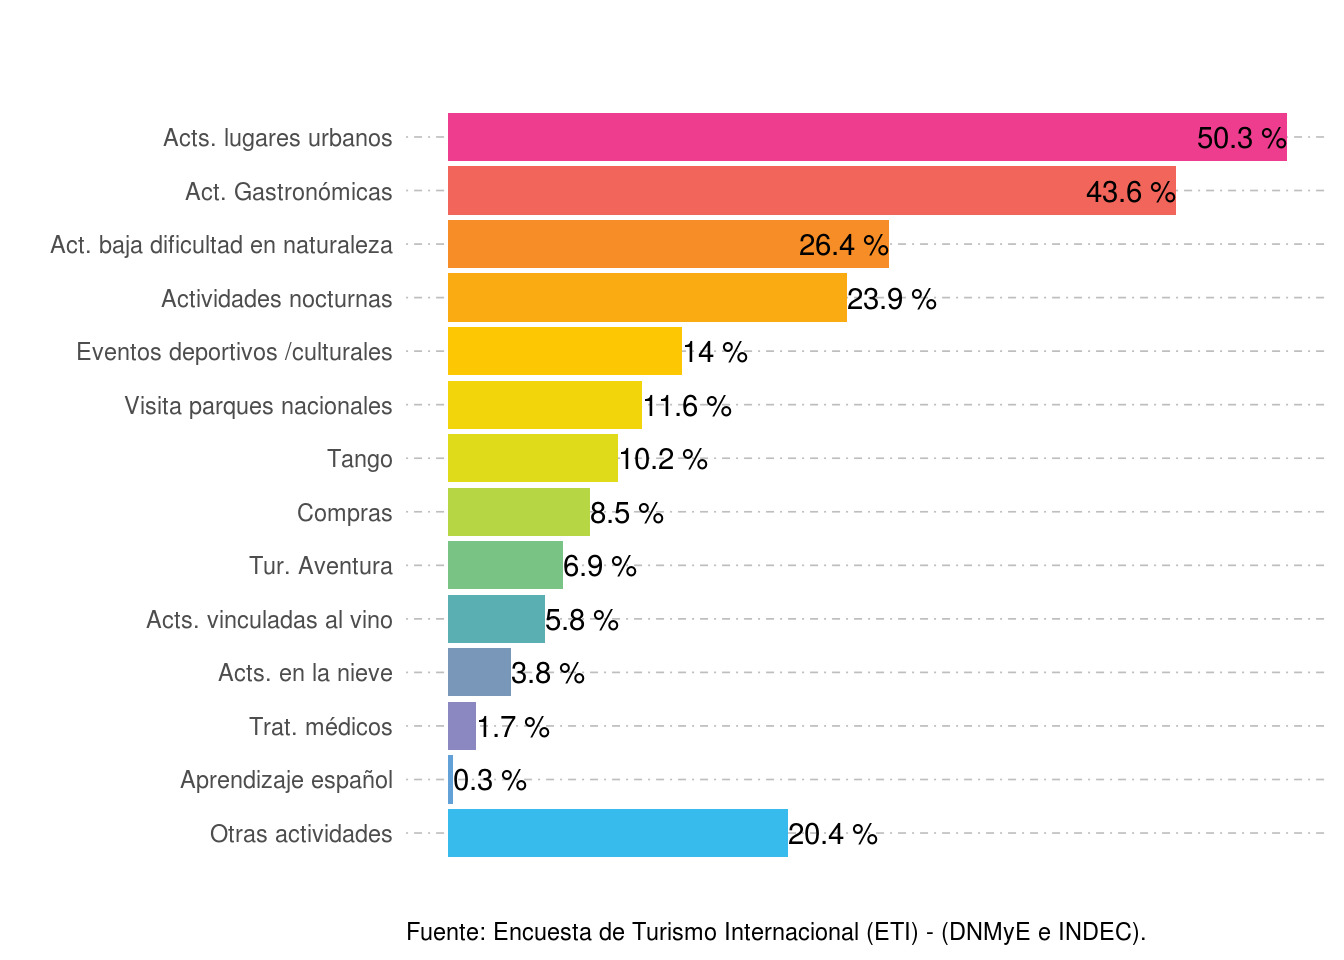 Acts. lugares urbanos 50.3 %
Act. Gastronómicas 43.6 %
Act. baja dificultad en naturaleza 26.4 %
Actividades nocturnas 23.9 %
Eventos deportivos /culturales 14 %
Visita parques nacionales 11.6 %
Tango 10.2 %
Compras 8.5 %
Tur. Aventura 6.9 %
Acts. vinculadas al vino 5.8 %
Acts. en la nieve 3.8 %
Trat. médicos 1.7 %
Aprendizaje español 0.3 %
Otras actividades 20.4 %
Fuente: Encuesta de Turismo Internacional (ETI) - (DNMyE e INDEC).